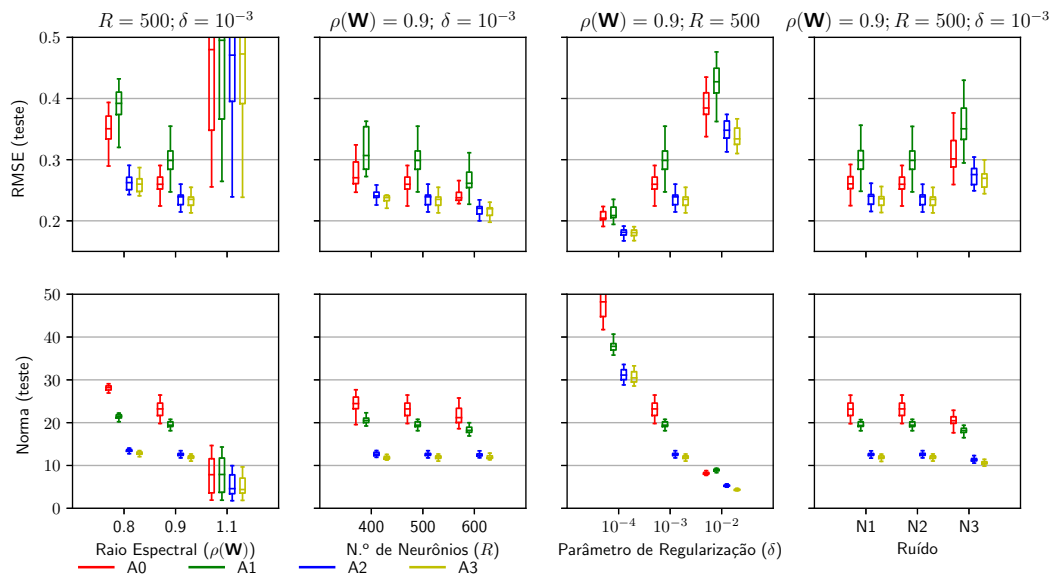 R = 500; δ = 10⁻³
ρ(W) = 0.9; δ = 10⁻³
ρ(W) = 0.9; R = 500
ρ(W) = 0.9; R = 500; δ = 10⁻³
RMSE (teste)
0.5
0.4
0.3
0.2
Norma (teste)
50
40
30
20
10
0
0.8 0.9 1.1
400 500 600
10⁻⁴ 10⁻³ 10⁻²
N1 N2 N3
Raio Espectral (ρ(W))
N.º de Neurônios (R)
Parâmetro de Regularização (δ)
Ruído
A0 A1 A2 A3